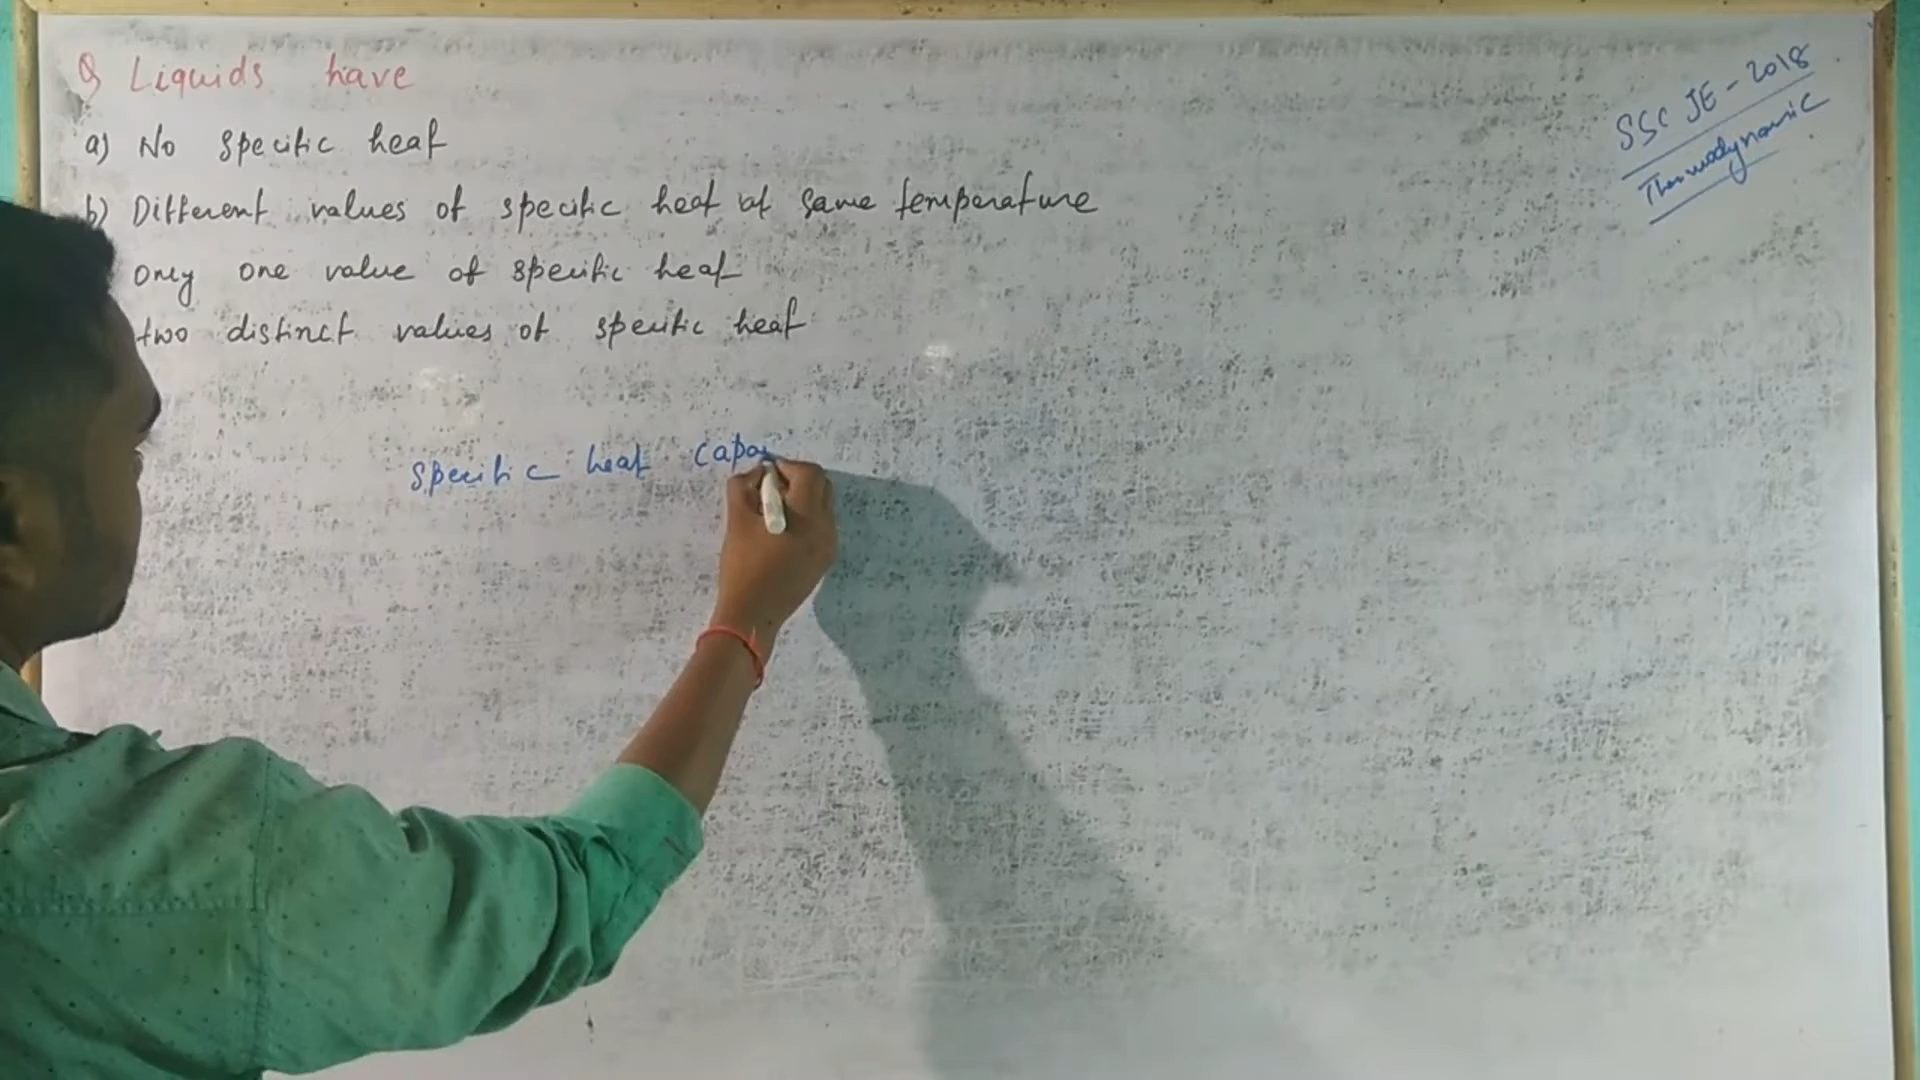 Q Liquids have
a) No specific heat
b) Different values of specific heat at same temperature
only one value of specific heat
two distinct values of specific heat
specific heat capa
SSC JE - 2018
Thermodynamic